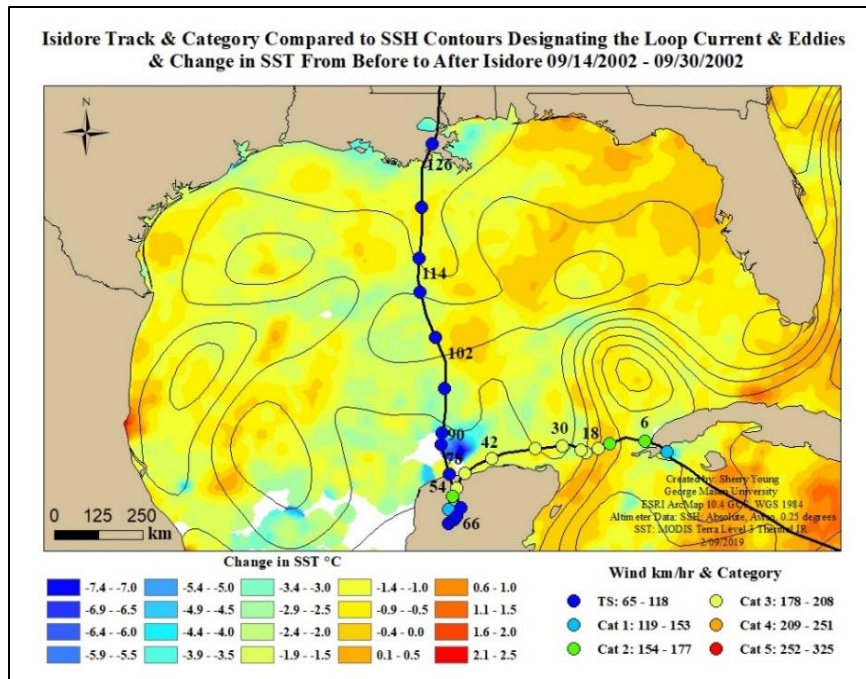 Isidore Track & Category Compared to SSH Contours Designating the Loop Current & Eddies
& Change in SST From Before to After Isidore 09/14/2002 - 09/30/2002
N
126
114
102
90
78
54
66
42
30
18
6
0 125 250
km
Created by: Sherry Young
George Mason University
ESRI ArcMap 10.4 GCS, WGS 1984
Altimeter Data: SSH: Absolute, Aviso, 0.25 degrees
SST: MODIS Terra Level 3 Thermal IR
2/09/2019
Change in SST °C
-7.4 - -7.0 -5.4 - -5.0 -3.4 - -3.0 -1.4 - -1.0 0.6 - 1.0
-6.9 - -6.5 -4.9 - -4.5 -2.9 - -2.5 -0.9 - -0.5 1.1 - 1.5
-6.4 - -6.0 -4.4 - -4.0 -2.4 - -2.0 -0.4 - 0.0 1.6 - 2.0
-5.9 - -5.5 -3.9 - -3.5 -1.9 - -1.5 0.1 - 0.5 2.1 - 2.5
Wind km/hr & Category
TS: 65 - 118 Cat 3: 178 - 208
Cat 1: 119 - 153 Cat 4: 209 - 251
Cat 2: 154 - 177 Cat 5: 252 - 325